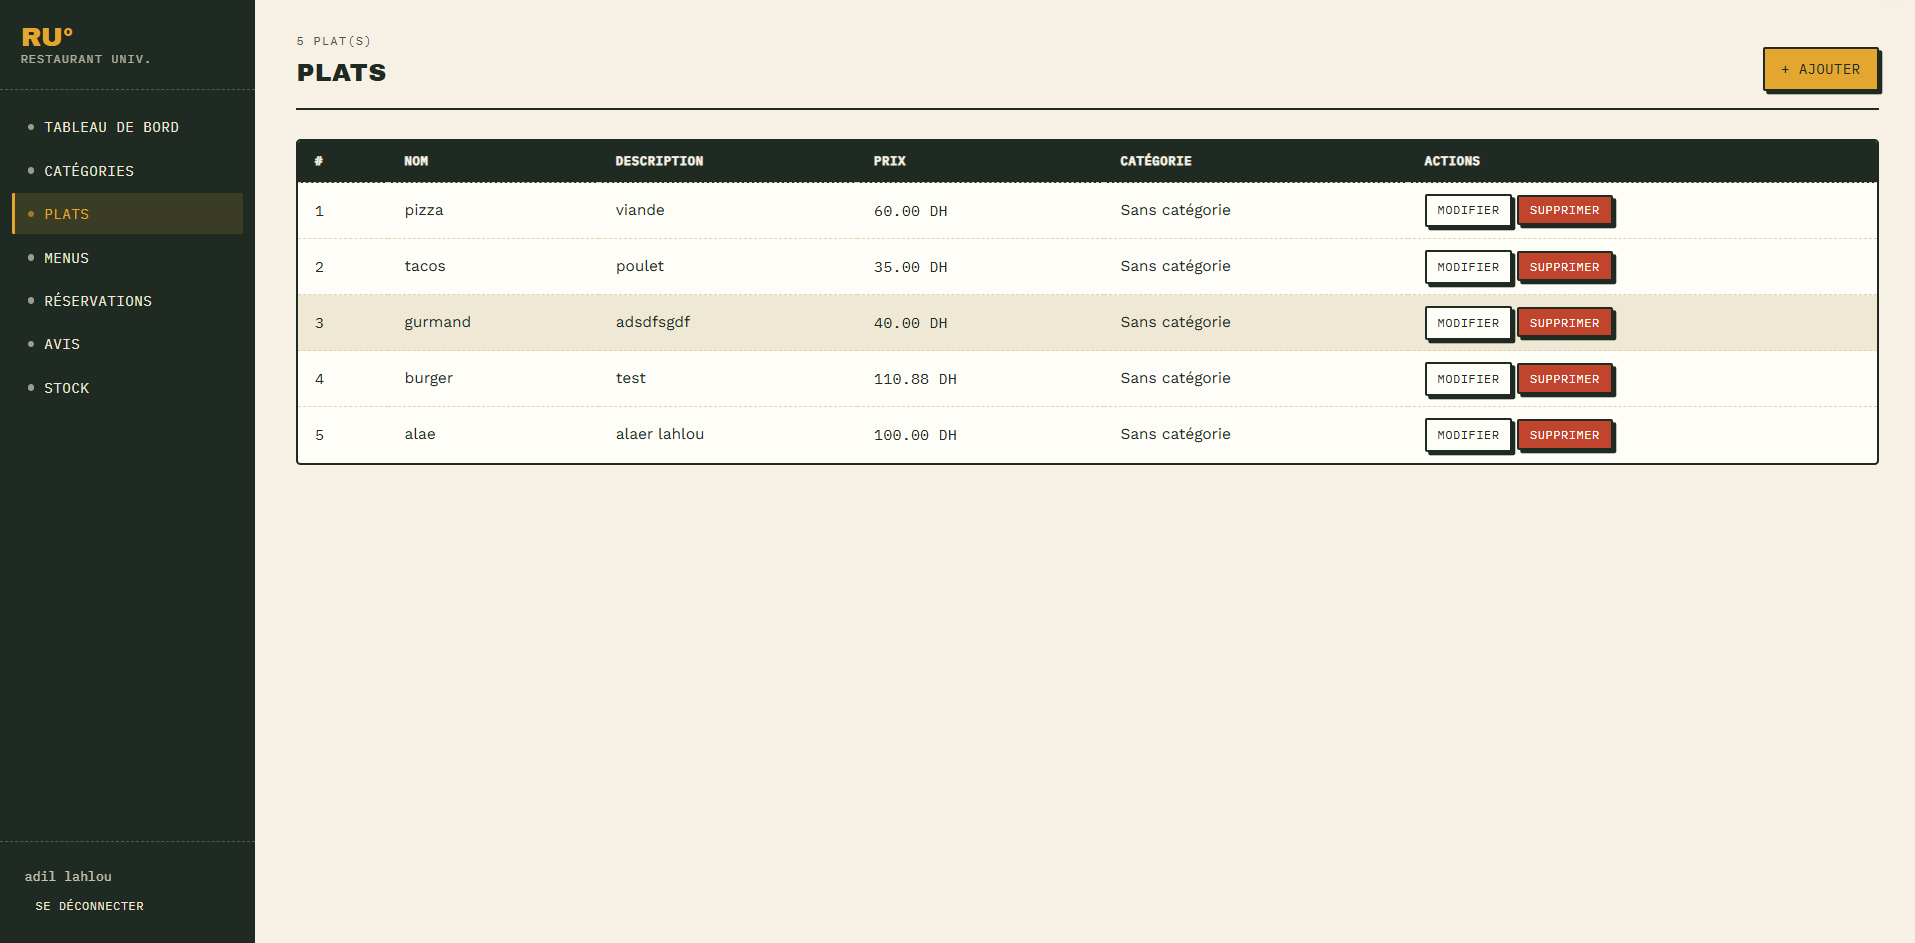 RU°
RESTAURANT UNIV.
TABLEAU DE BORD
CATÉGORIES
PLATS
MENUS
RÉSERVATIONS
AVIS
STOCK
adil lahlou
SE DÉCONNECTER
5 PLAT(S)
PLATS
+ AJOUTER
# NOM DESCRIPTION PRIX CATÉGORIE ACTIONS
1 pizza viande 60.00 DH Sans catégorie MODIFIER SUPPRIMER
2 tacos poulet 35.00 DH Sans catégorie MODIFIER SUPPRIMER
3 gurmand adsdfsgdf 40.00 DH Sans catégorie MODIFIER SUPPRIMER
4 burger test 110.88 DH Sans catégorie MODIFIER SUPPRIMER
5 alae alaer lahlou 100.00 DH Sans catégorie MODIFIER SUPPRIMER